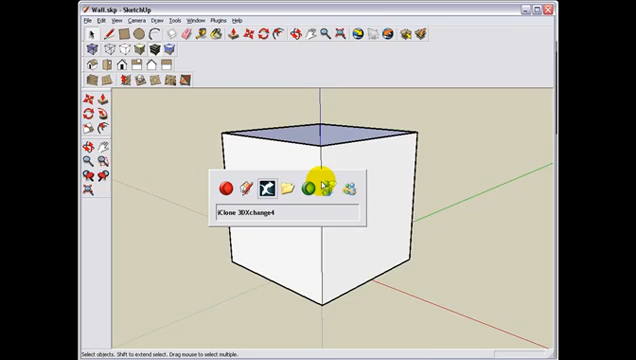 Wall.skp - SketchUp
File Edit View Camera Draw Tools Window Plugins Help
iClone 3DXchange4
Select objects. Shift to extend select. Drag mouse to select multiple.